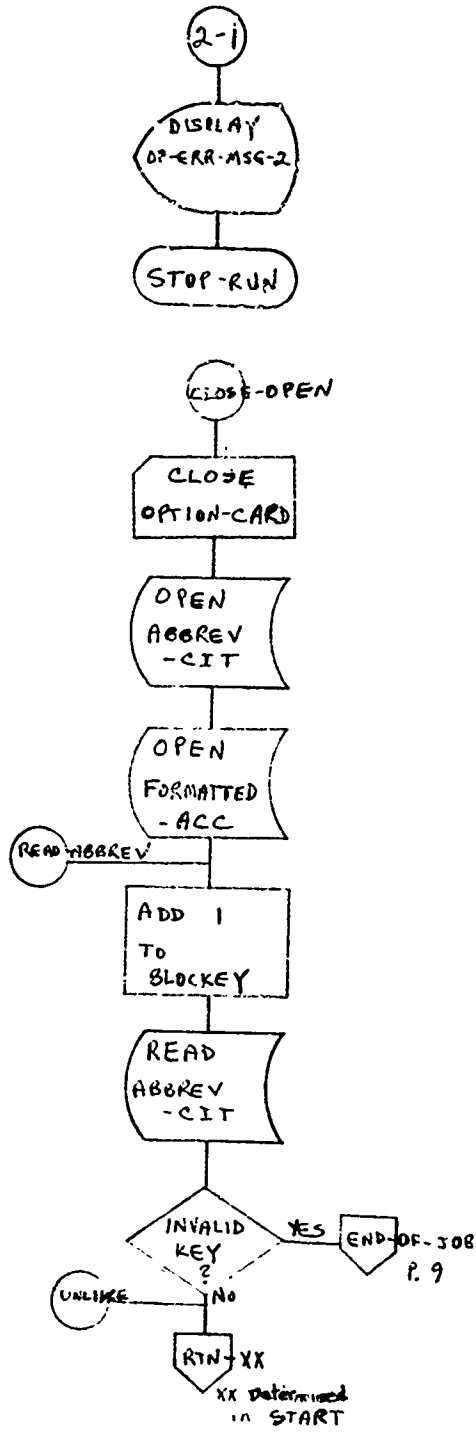 2-1
DISPLAY
OP-ERR-MSG-2
STOP-RUN
CLOSE-OPEN
CLOSE
OPTION-CARD
OPEN
ABBREV
-CIT
OPEN
FORMATTED
-ACC
READ-ABBREV
ADD 1
TO
BLOCKEY
READ
ABBREV
-CIT
INVALID
KEY
?
YES
END-OF-JOB
P. 9
NO
RTN-XX
XX Determined
in START